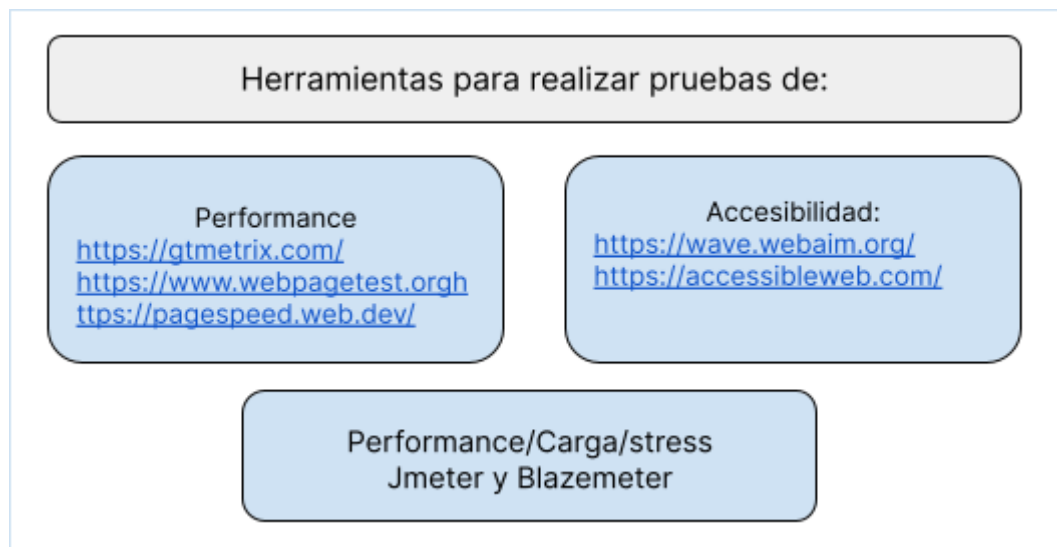 Herramientas para realizar pruebas de:
Performance
https://gtmetrix.com/
https://www.webpagetest.orgh
ttps://pagespeed.web.dev/
Accesibilidad:
https://wave.webaim.org/
https://accessibleweb.com/
Performance/Carga/stress
Jmeter y Blazemeter